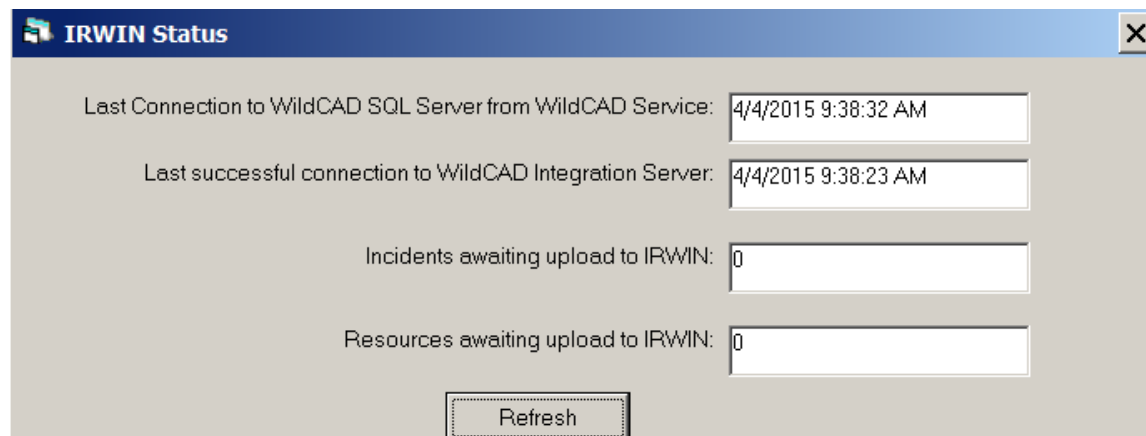 IRWIN Status
Last Connection to WildCAD SQL Server from WildCAD Service: 4/4/2015 9:38:32 AM
Last successful connection to WildCAD Integration Server: 4/4/2015 9:38:23 AM
Incidents awaiting upload to IRWIN: 0
Resources awaiting upload to IRWIN: 0
Refresh